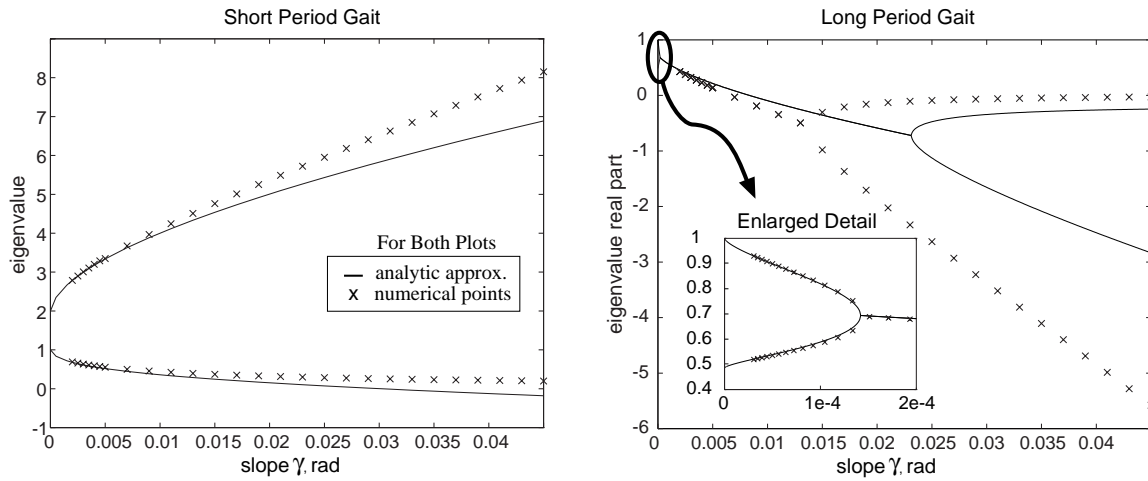 Short Period Gait
eigenvalue
8
7
6
5
4
3
2
1
0
-1
0 0.005 0.01 0.015 0.02 0.025 0.03 0.035 0.04
slope γ, rad
For Both Plots
analytic approx.
x numerical points
Long Period Gait
eigenvalue real part
1
0
-1
-2
-3
-4
-5
-6
0 0.005 0.01 0.015 0.02 0.025 0.03 0.035 0.04
slope γ, rad
Enlarged Detail
1
0.9
0.8
0.7
0.6
0.5
0.4
0 1e-4 2e-4